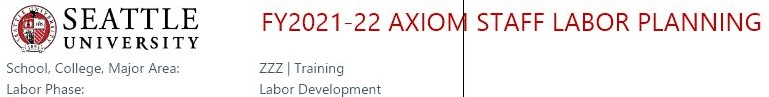 SEATTLE
UNIVERSITY
FY2021-22 AXIOM STAFF LABOR PLANNING
School, College, Major Area: ZZZ | Training
Labor Phase: Labor Development